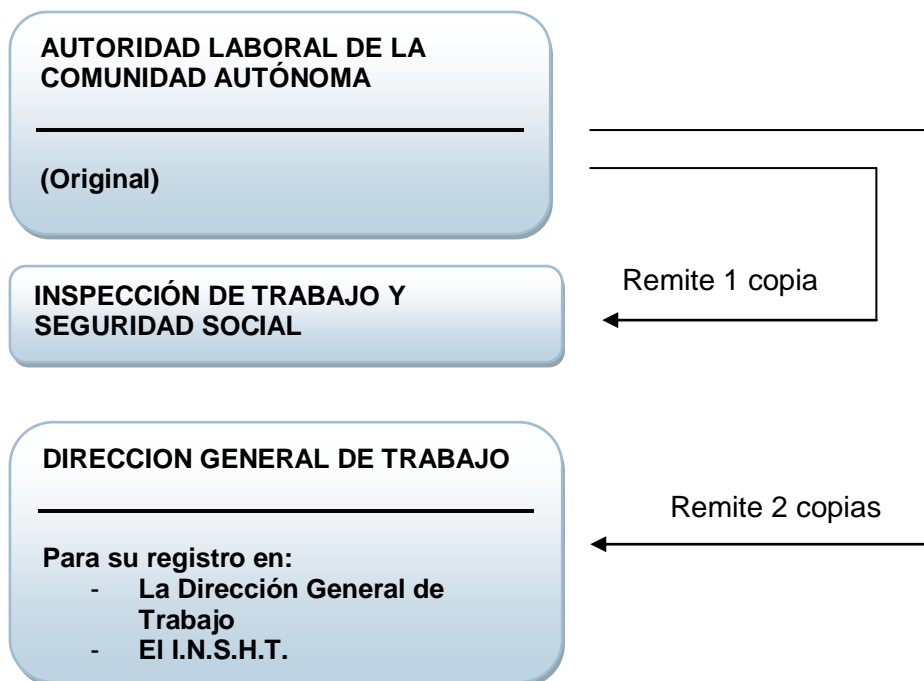 AUTORIDAD LABORAL DE LA
COMUNIDAD AUTÓNOMA
(Original)
Remite 1 copia
INSPECCIÓN DE TRABAJO Y
SEGURIDAD SOCIAL
DIRECCION GENERAL DE TRABAJO
Remite 2 copias
Para su registro en:
- La Dirección General de
Trabajo
- El I.N.S.H.T.